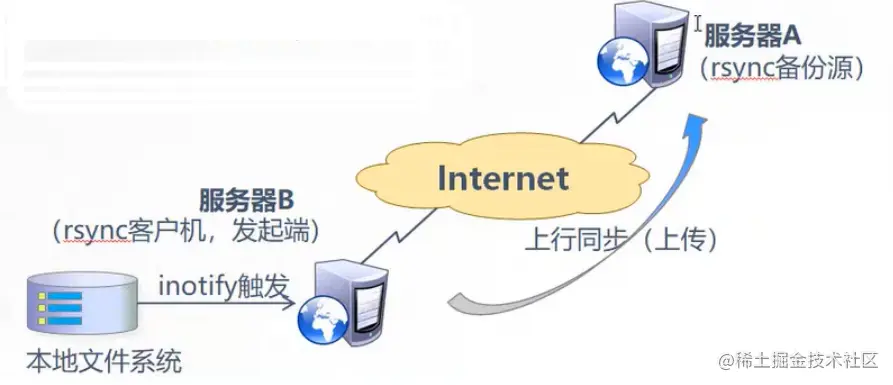 服务器A
（rsync备份源）
Internet
服务器B
（rsync客户机，发起端）
上行同步（上传）
inotify触发
本地文件系统
@稀土掘金技术社区